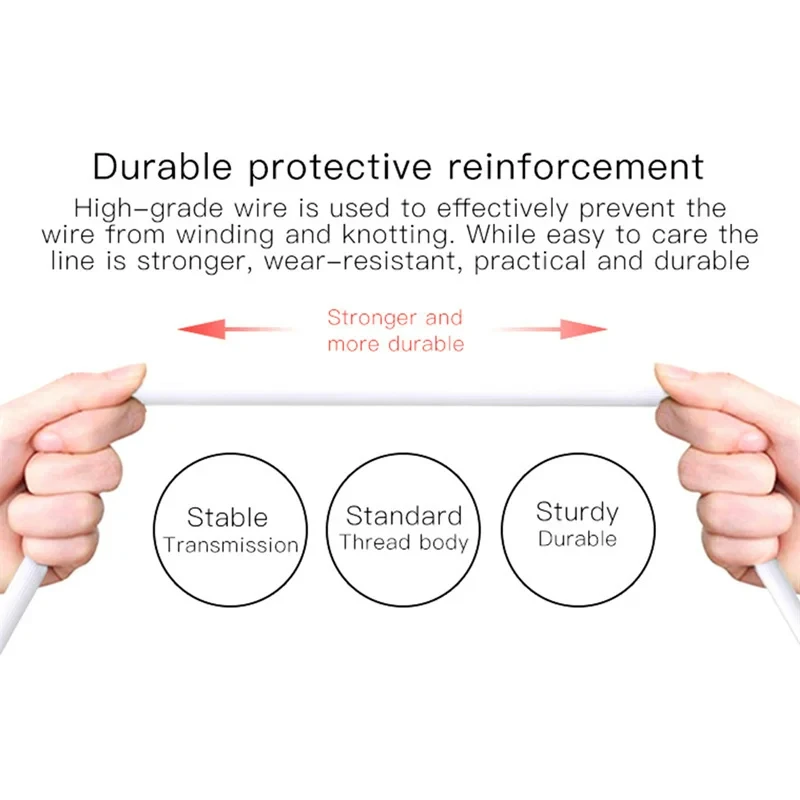 Durable protective reinforcement
High-grade wire is used to effectively prevent the
wire from winding and knotting. While easy to care the
line is stronger, wear-resistant, practical and durable
Stronger and
more durable
Stable
Transmission
Standard
Thread body
Sturdy
Durable